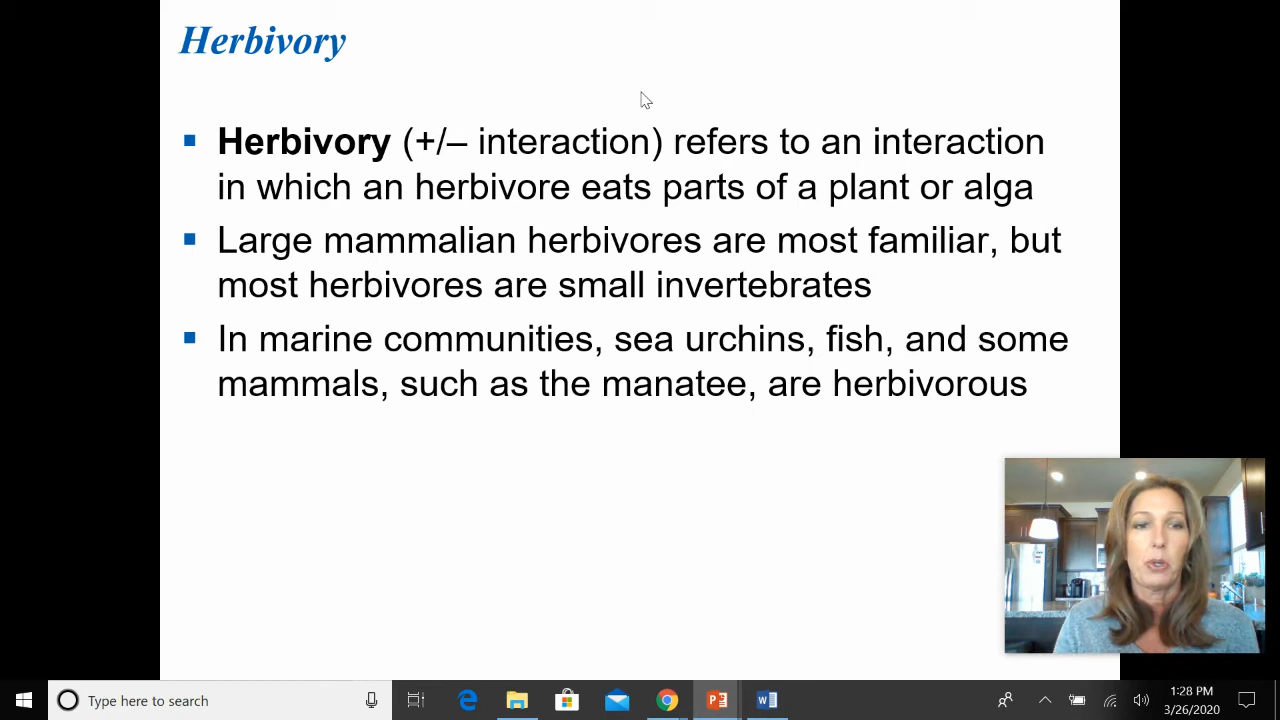 Herbivory
▪ Herbivory (+/– interaction) refers to an interaction
in which an herbivore eats parts of a plant or alga
▪ Large mammalian herbivores are most familiar, but
most herbivores are small invertebrates
▪ In marine communities, sea urchins, fish, and some
mammals, such as the manatee, are herbivorous
Type here to search
1:28 PM
3/26/2020